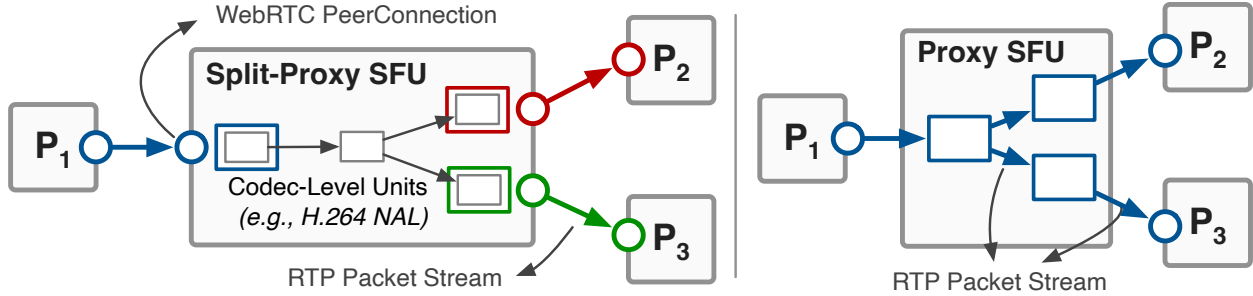 WebRTC PeerConnection
Split-Proxy SFU
P1
P2
P3
Codec-Level Units
(e.g., H.264 NAL)
RTP Packet Stream
Proxy SFU
P1
P2
P3
RTP Packet Stream